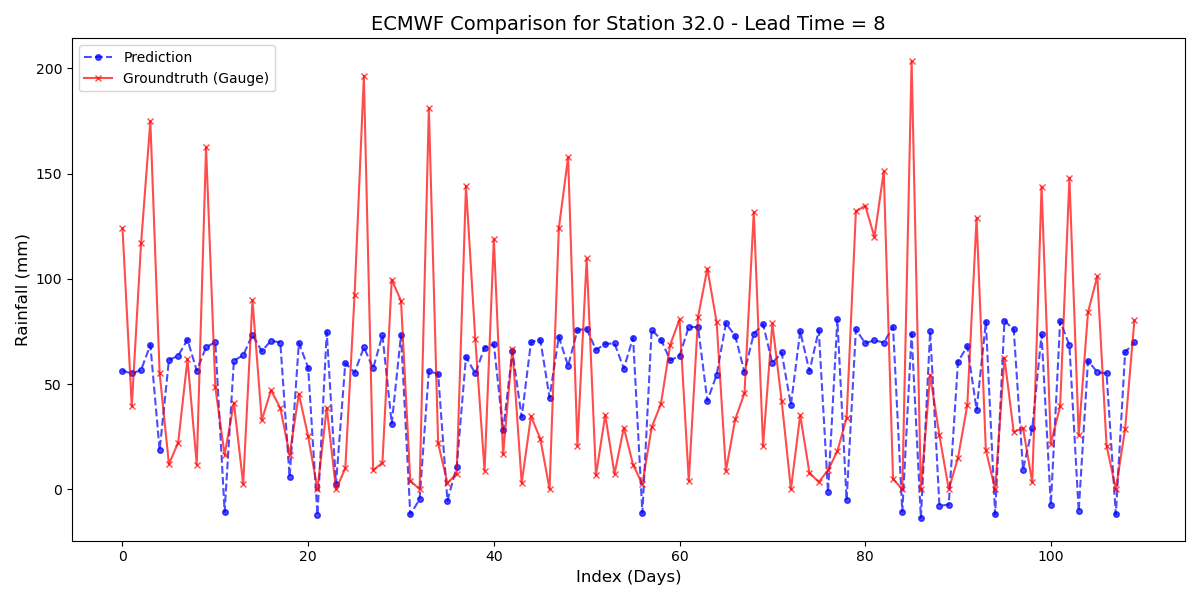 ECMWF Comparison for Station 32.0 - Lead Time = 8
Prediction
Groundtruth (Gauge)
Rainfall (mm)
200
150
100
50
0
0 20 40 60 80 100
Index (Days)